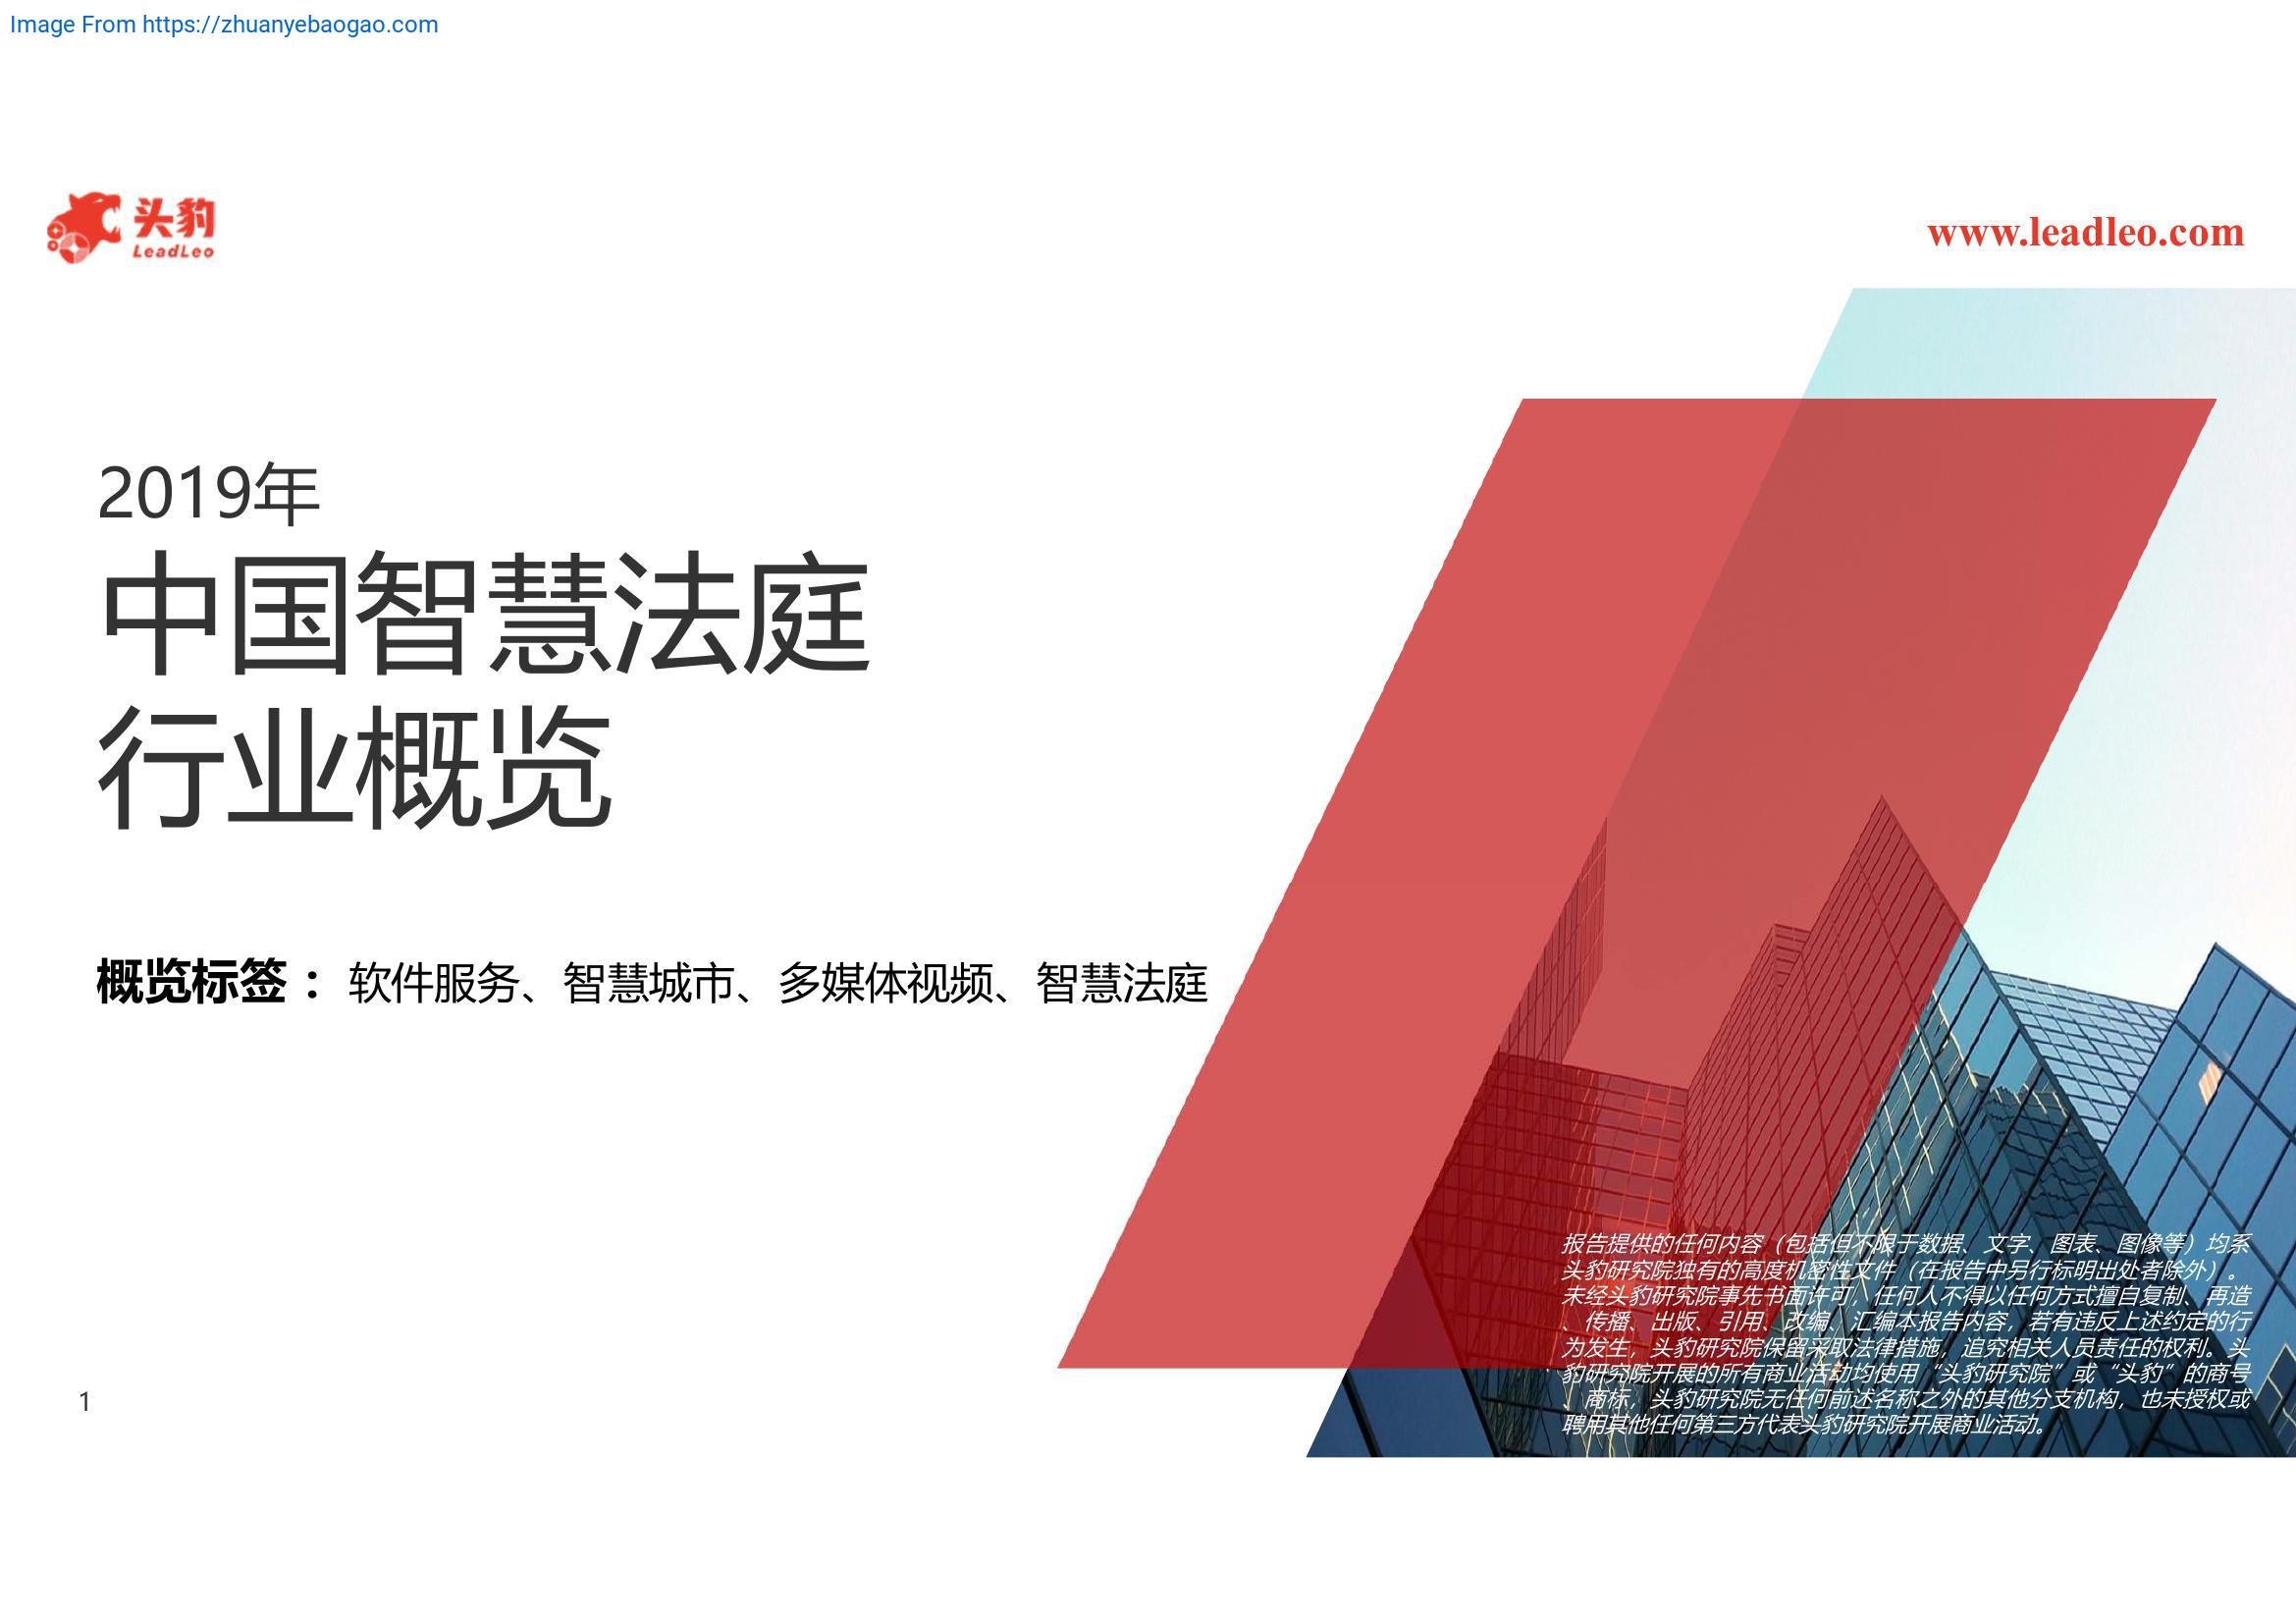 Image From https://zhuanyebaogao.com
头豹
LeadLeo
www.leadleo.com
2019年
中国智慧法庭
行业概览
概览标签： 软件服务、智慧城市、多媒体视频、智慧法庭
报告提供的任何内容（包括但不限于数据、文字、图表、图像等）均系
头豹研究院独有的高度机密性文件（在报告中另行标明出处者除外）。
未经头豹研究院事先书面许可，任何人不得以任何方式擅自复制、再造
、传播、出版、引用、改编、汇编本报告内容，若有违反上述约定的行
为发生，头豹研究院保留采取法律措施，追究相关人员责任的权利。头
豹研究院开展的所有商业活动均使用“头豹研究院”或“头豹”的商号
、商标，头豹研究院无任何前述名称之外的其他分支机构，也未授权或
聘用其他任何第三方代表头豹研究院开展商业活动。
1